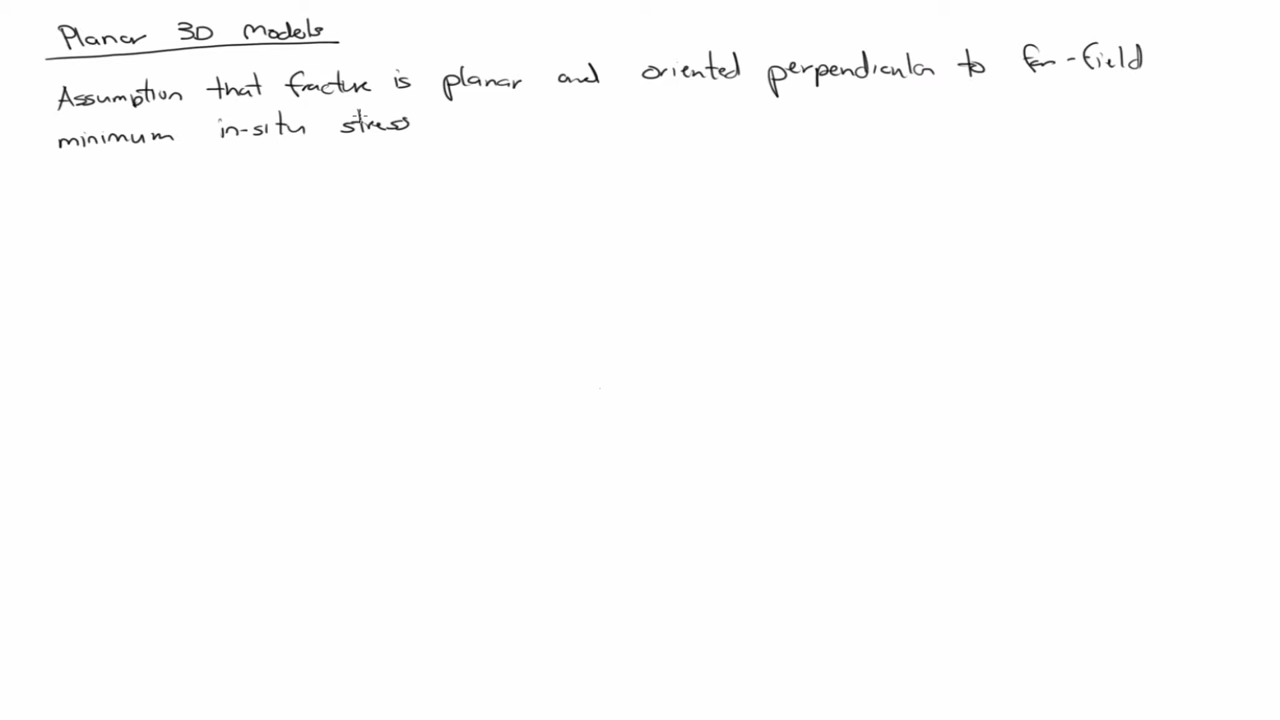 Planar 3D Models
Assumption that fracture is planar and oriented perpendicular to far-field
minimum in-situ stress